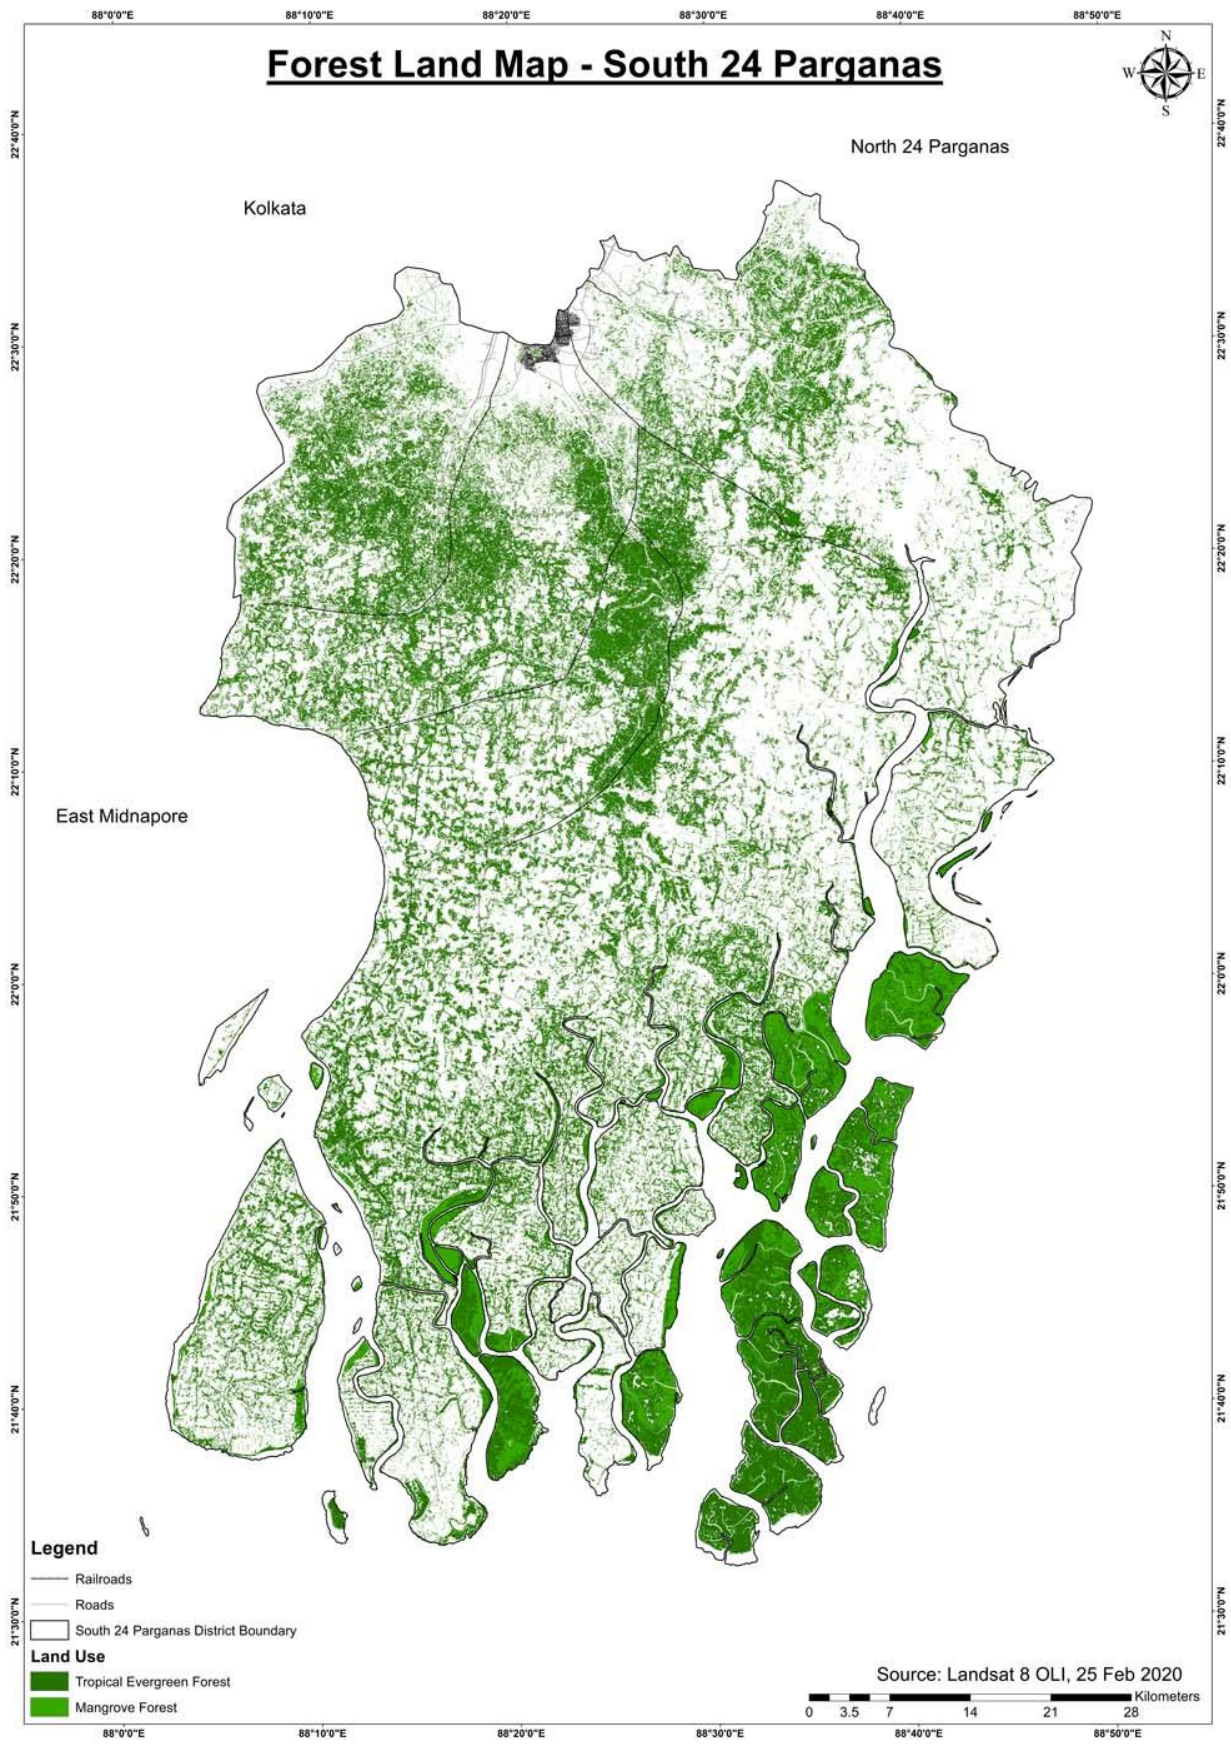 88°0'0"E 88°10'0"E 88°20'0"E 88°30'0"E 88°40'0"E 88°50'0"E
Forest Land Map - South 24 Parganas
N
W E
S
22°40'0"N 22°40'0"N
North 24 Parganas
Kolkata
22°30'0"N 22°30'0"N
22°20'0"N 22°20'0"N
22°10'0"N 22°10'0"N
East Midnapore
22°0'0"N 22°0'0"N
21°50'0"N 21°50'0"N
21°40'0"N 21°40'0"N
21°30'0"N 21°30'0"N
Legend
Railroads
Roads
South 24 Parganas District Boundary
Land Use
Tropical Evergreen Forest
Mangrove Forest
Source: Landsat 8 OLI, 25 Feb 2020
Kilometers
0 3.5 7 14 21 28
88°0'0"E 88°10'0"E 88°20'0"E 88°30'0"E 88°40'0"E 88°50'0"E